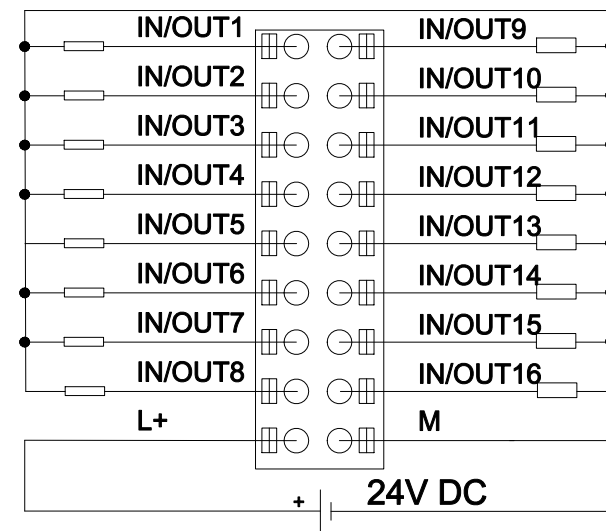 IN/OUT1 IN/OUT9
IN/OUT2 IN/OUT10
IN/OUT3 IN/OUT11
IN/OUT4 IN/OUT12
IN/OUT5 IN/OUT13
IN/OUT6 IN/OUT14
IN/OUT7 IN/OUT15
IN/OUT8 IN/OUT16
L+ M
+ 24V DC